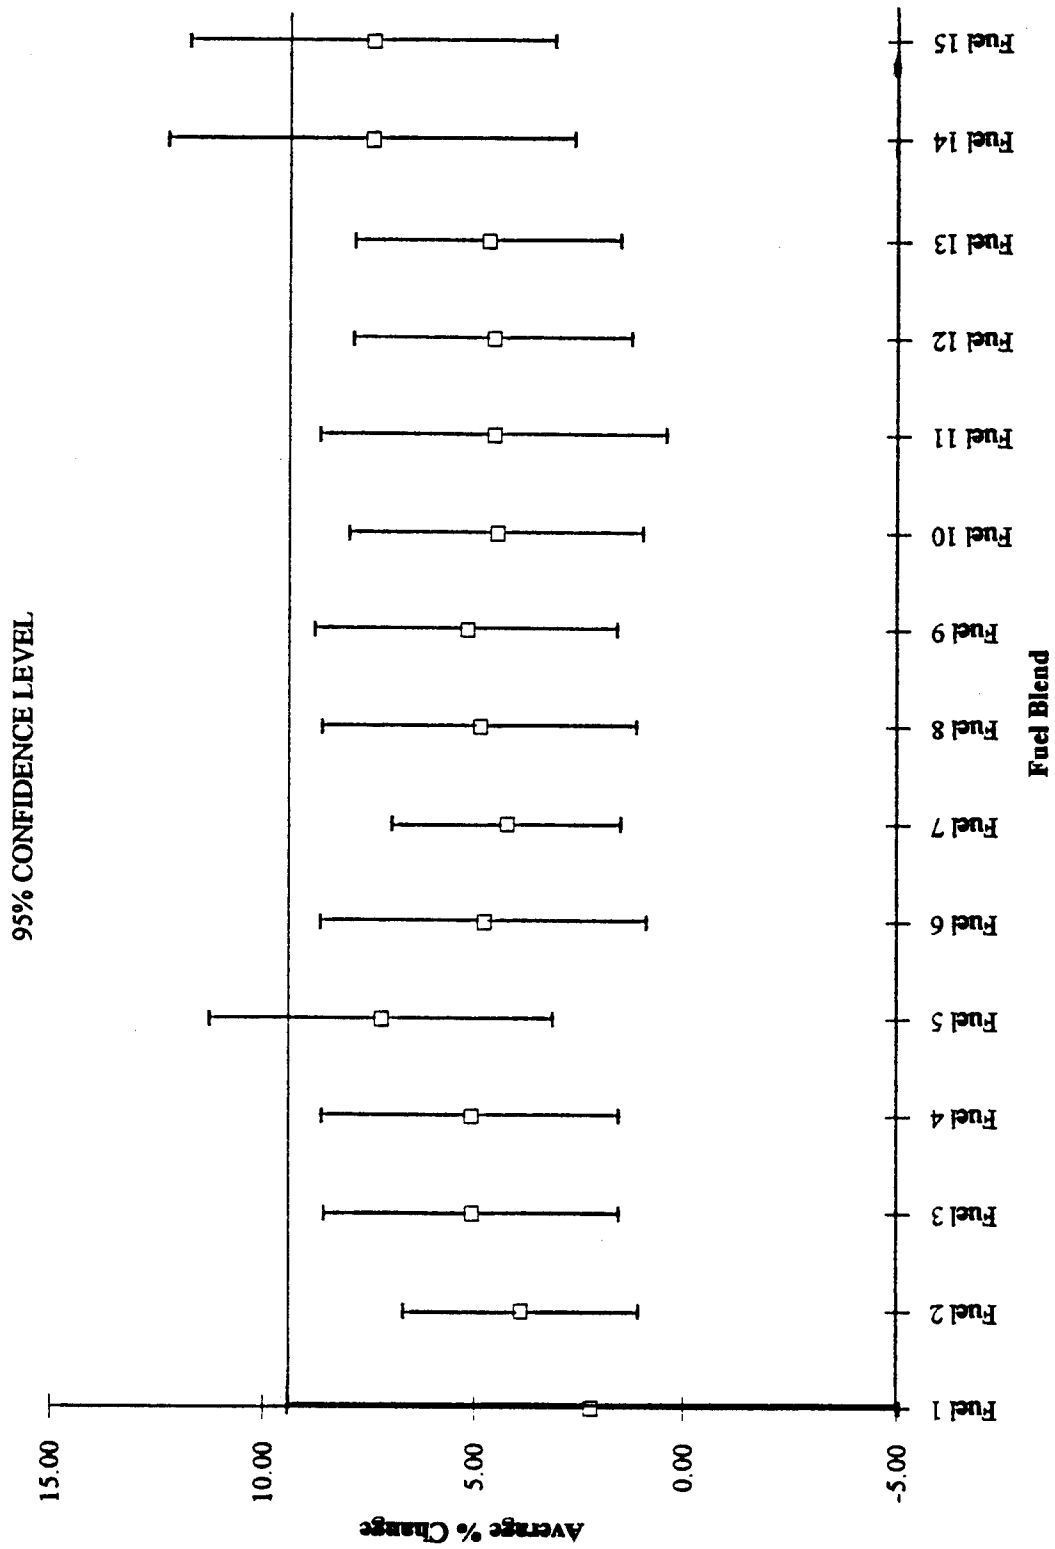 95% CONFIDENCE LEVEL
Average % Change
15.00
10.00
5.00
0.00
-5.00
Fuel 1
Fuel 2
Fuel 3
Fuel 4
Fuel 5
Fuel 6
Fuel 7
Fuel 8
Fuel 9
Fuel 10
Fuel 11
Fuel 12
Fuel 13
Fuel 14
Fuel 15
Fuel Blend